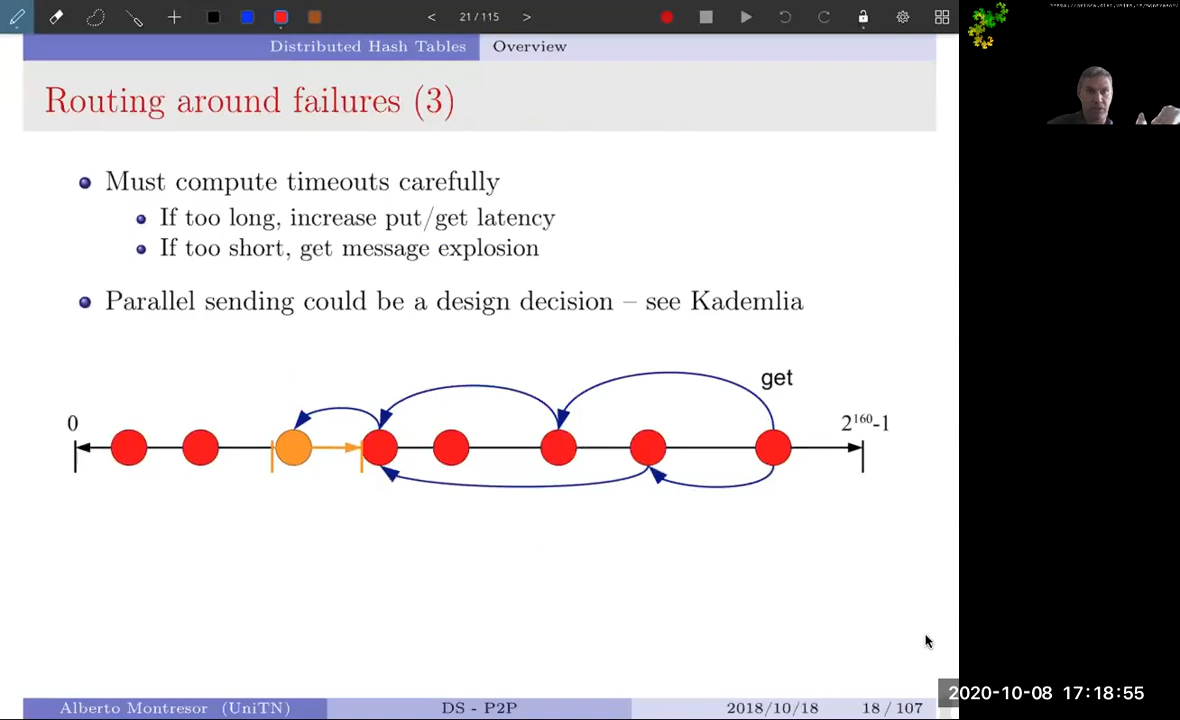 21 / 115
Distributed Hash Tables Overview
Routing around failures (3)
Must compute timeouts carefully
If too long, increase put/get latency
If too short, get message explosion
Parallel sending could be a design decision – see Kademlia
get
0
2¹⁶⁰-1
Alberto Montresor (UniTN) DS - P2P 2018/10/18 18 / 107
2020-10-08 17:18:55